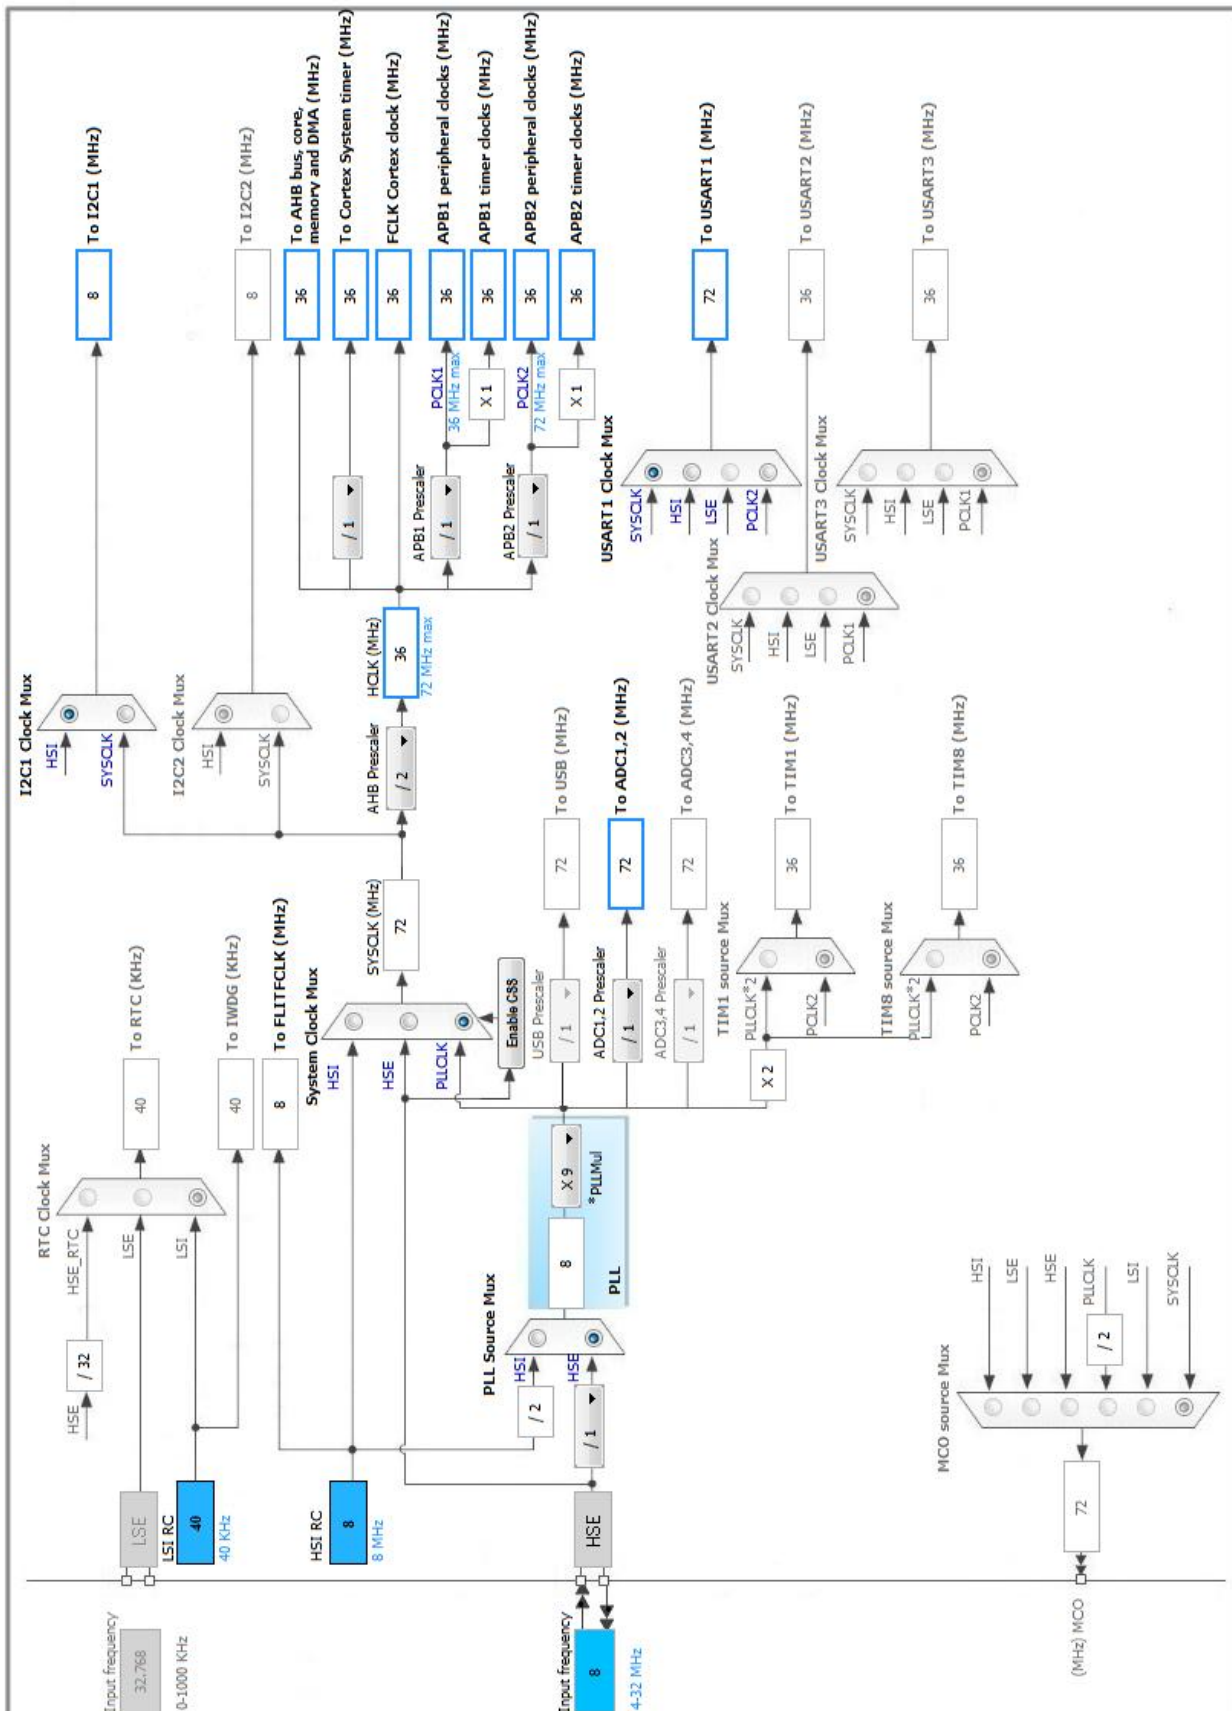 Input frequency
32.768
0-1000 KHz
LSE
LSI RC
40
40 KHz
HSI RC
8
8 MHz
Input frequency
8
4-32 MHz
HSE
(MHz) MCO
72
MCO source Mux
HSI
LSE
HSE
PLLCLK
/ 2
LSI
SYSCLK
HSE
/ 32
HSE_RTC
LSE
LSI
RTC Clock Mux
40
To RTC (KHz)
40
To IWDG (KHz)
8
To FLITFCLK (MHz)
/ 2
HSI
/ 1
HSE
PLL Source Mux
8
X 9
*PLLMul
PLL
System Clock Mux
HSI
HSE
PLLCLK
Enable CSS
SYSCLK (MHz)
72
USB Prescaler
/ 1
72
To USB (MHz)
ADC1,2 Prescaler
/ 1
72
To ADC1,2 (MHz)
ADC3,4 Prescaler
/ 1
72
To ADC3,4 (MHz)
X 2
TIM1 source Mux
PLLCLK*2
PCLK2
36
To TIM1 (MHz)
TIM8 source Mux
PLLCLK*2
PCLK2
36
To TIM8 (MHz)
I2C1 Clock Mux
HSI
SYSCLK
8
To I2C1 (MHz)
I2C2 Clock Mux
HSI
SYSCLK
8
To I2C2 (MHz)
AHB Prescaler
/ 2
HCLK (MHz)
36
72 MHz max
36
To AHB bus, core,
memory and DMA (MHz)
/ 1
36
To Cortex System timer (MHz)
36
FCLK Cortex clock (MHz)
APB1 Prescaler
/ 1
PCLK1
36 MHz max
36
APB1 peripheral clocks (MHz)
X 1
36
APB1 timer clocks (MHz)
APB2 Prescaler
/ 1
PCLK2
72 MHz max
36
APB2 peripheral clocks (MHz)
X 1
36
APB2 timer clocks (MHz)
USART1 Clock Mux
SYSCLK
HSI
LSE
PCLK2
72
To USART1 (MHz)
USART2 Clock Mux
SYSCLK
HSI
LSE
PCLK1
36
To USART2 (MHz)
USART3 Clock Mux
SYSCLK
HSI
LSE
PCLK1
36
To USART3 (MHz)